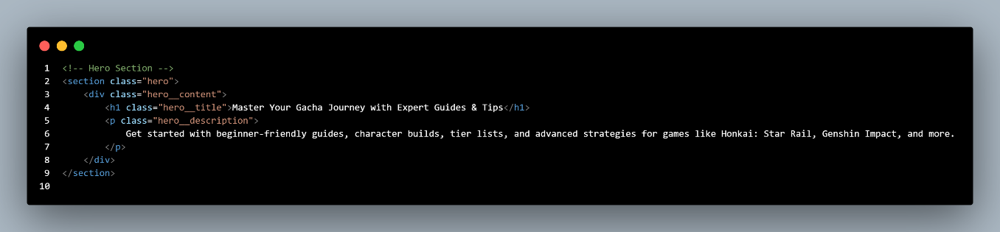 1 <!-- Hero Section -->
2 <section class="hero">
3     <div class="hero__content">
4         <h1 class="hero__title">Master Your Gacha Journey with Expert Guides & Tips</h1>
5         <p class="hero__description">
6             Get started with beginner-friendly guides, character builds, tier lists, and advanced strategies for games like Honkai: Star Rail, Genshin Impact, and more.
7         </p>
8     </div>
9 </section>
10